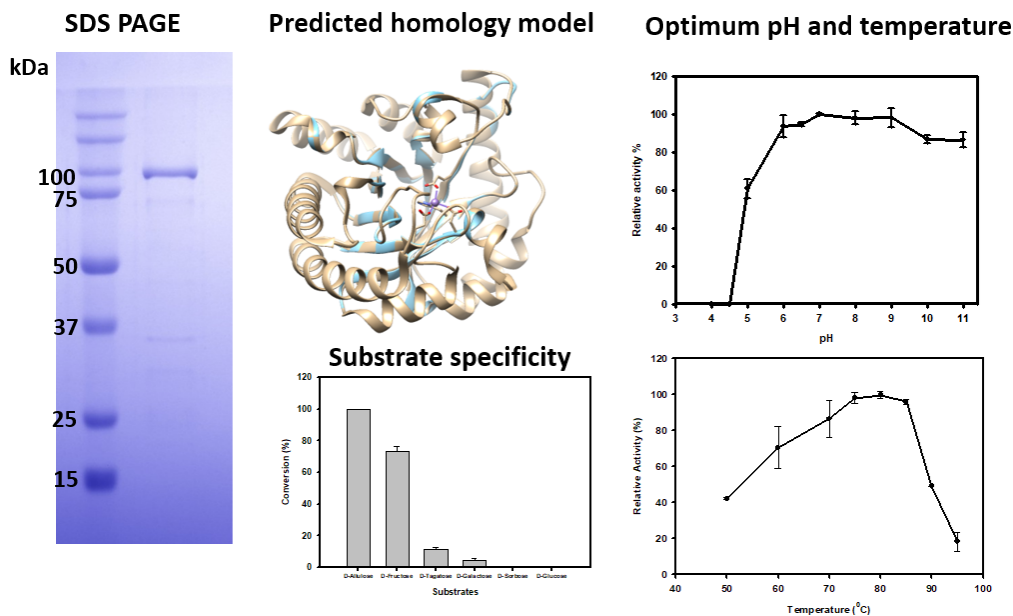 SDS PAGE
kDa
100
75
50
37
25
15
Predicted homology model
Substrate specificity
120
100
80
60
40
20
0
Conversion (%)
D-Allulose D-Fructose D-Tagatose D-Galactose D-Sorbose D-Glucose
Substrates
Optimum pH and temperature
120
100
80
60
40
20
0
Relative activity %
3 4 5 6 7 8 9 10 11
pH
120
100
80
60
40
20
0
Relative Activity (%)
40 50 60 70 80 90 100
Temperature (⁰C)